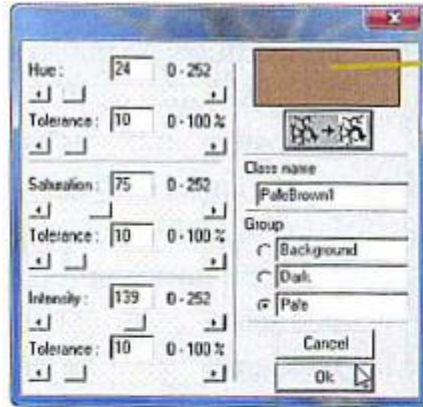 Hue : 24 0 - 252
Tolerance : 10 0 - 100 %
Saturation : 75 0 - 252
Tolerance : 10 0 - 100 %
Intensity : 139 0 - 252
Tolerance : 10 0 - 100 %
Class name
PaleBrown1
Group
Background
Dark
Pale
Cancel
Ok